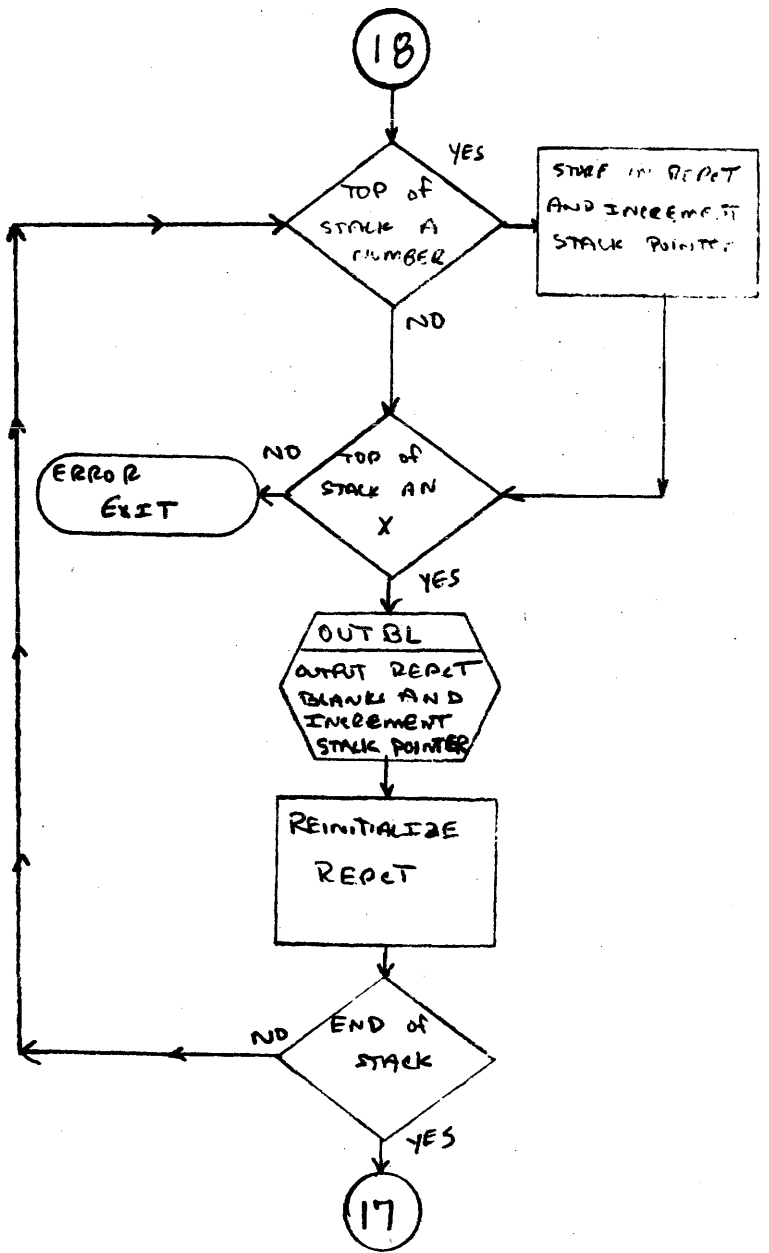 18
YES
TOP of
STACK A
NUMBER
STORE IN REPCT
AND INCREMENT
STACK POINTER
NO
NO
TOP of
STACK AN
X
ERROR
EXIT
YES
OUTBL
OUTPUT REPCT
BLANKS AND
INCREMENT
STACK POINTER
REINITIALIZE
REPCT
NO
END of
STACK
YES
17